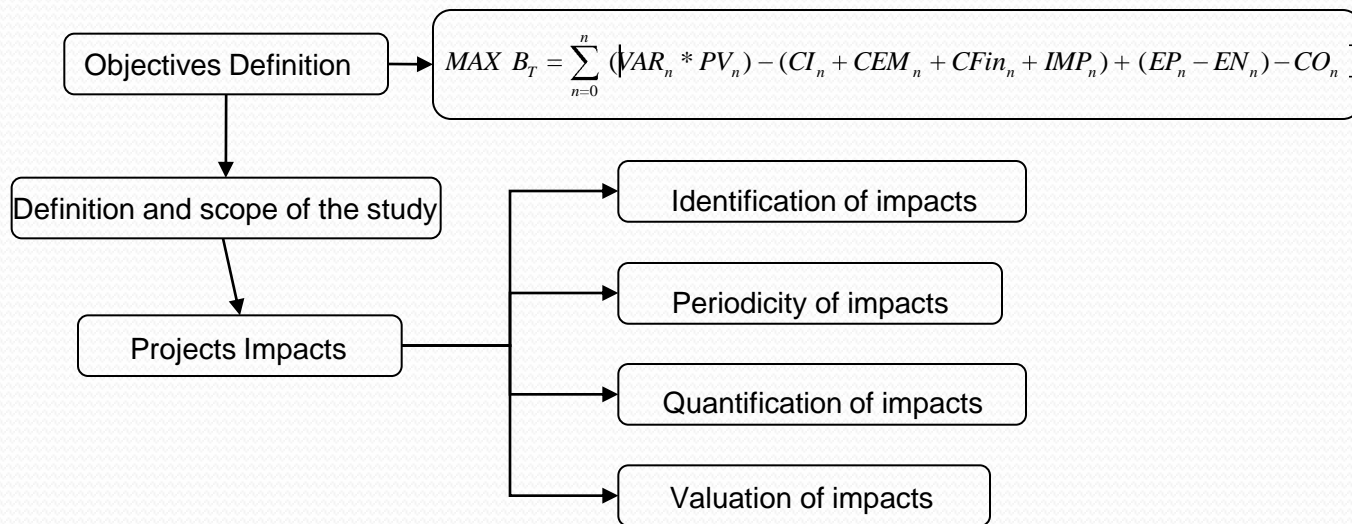 Objectives Definition
$MAX\ B_T = \sum_{n=0}^{n} (VAR_n * PV_n) - (CI_n + CEM_n + CFin_n + IMP_n) + (EP_n - EN_n) - CO_n ]$
Definition and scope of the study
Identification of impacts
Periodicity of impacts
Projects Impacts
Quantification of impacts
Valuation of impacts